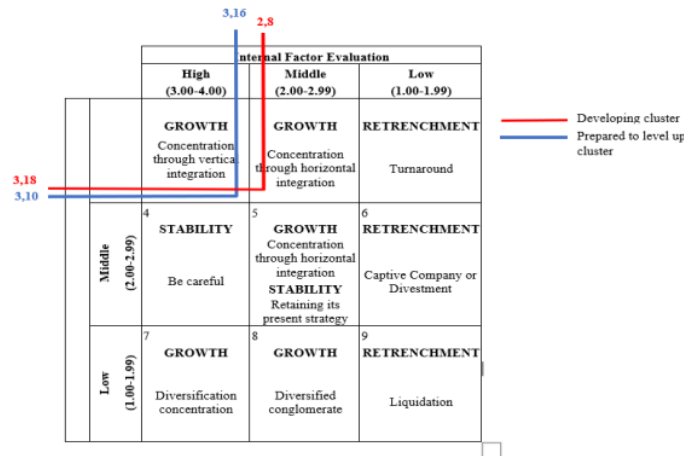 3,16
2,8
Internal Factor Evaluation
High
(3.00-4.00)
Middle
(2.00-2.99)
Low
(1.00-1.99)
GROWTH
Concentration
through vertical
integration
GROWTH
Concentration
through horizontal
integration
RETRENCHMENT
Turnaround
Developing cluster
Prepared to level up
cluster
3,18
3,10
Middle
(2.00-2.99)
4
STABILITY
Be careful
5
GROWTH
Concentration
through horizontal
integration
STABILITY
Retaining its
present strategy
6
RETRENCHMENT
Captive Company or
Divestment
Low
(1.00-1.99)
7
GROWTH
Diversification
concentration
8
GROWTH
Diversified
conglomerate
9
RETRENCHMENT
Liquidation